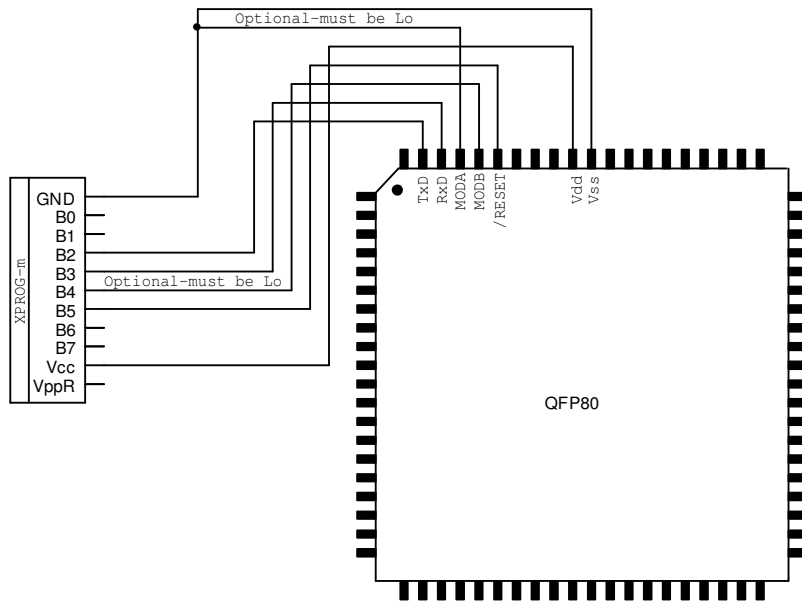 Optional-must be Lo
TxD
RxD
MODA
MODB
/RESET
Vdd
Vss
XPROG-m
GND
B0
B1
B2
B3
Optional-must be Lo
B4
B5
B6
B7
Vcc
VppR
QFP80